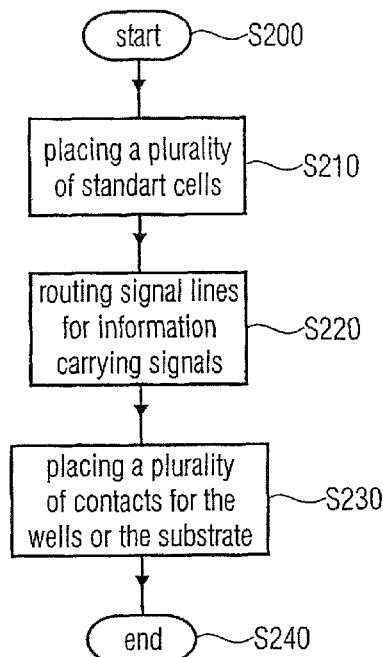 start
S200
placing a plurality
of standart cells
S210
routing signal lines
for information
carrying signals
S220
placing a plurality
of contacts for the
wells or the substrate
S230
end
S240